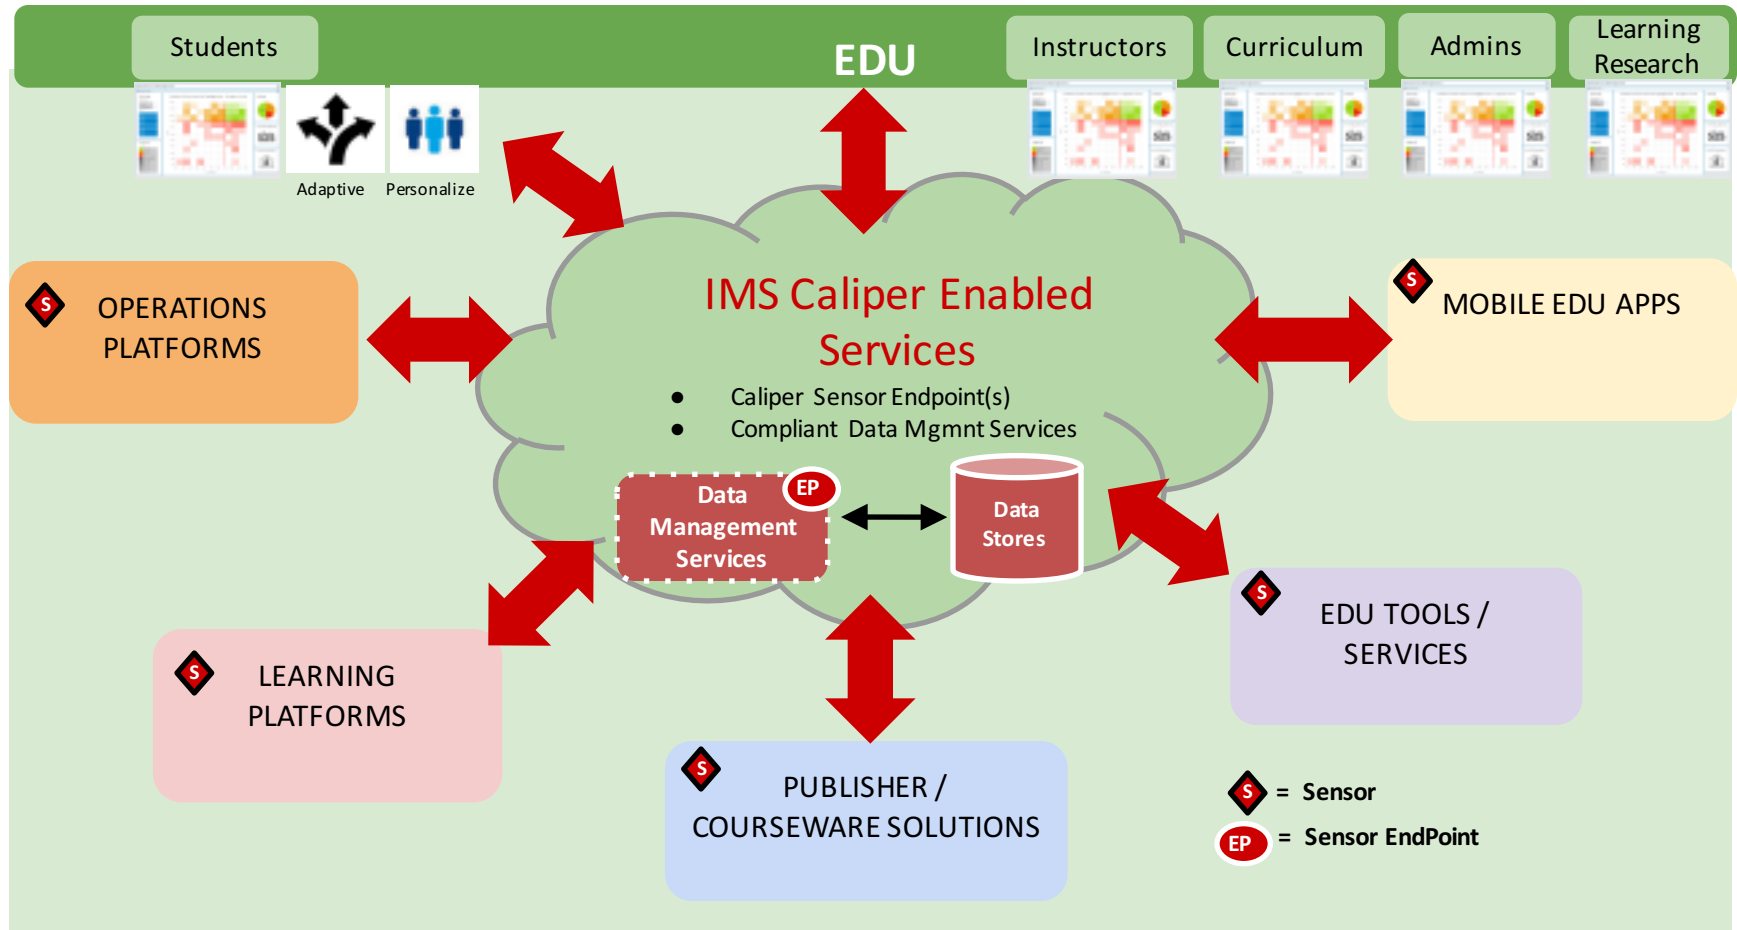 Students
EDU
Instructors
Curriculum
Admins
Learning
Research
Adaptive
Personalize
IMS Caliper Enabled
Services
● Caliper Sensor Endpoint(s)
● Compliant Data Mgmnt Services
S
OPERATIONS
PLATFORMS
S
MOBILE EDU APPS
EP
Data
Management
Services
Data
Stores
S
EDU TOOLS /
SERVICES
S
LEARNING
PLATFORMS
S
PUBLISHER /
COURSEWARE SOLUTIONS
S = Sensor
EP = Sensor EndPoint